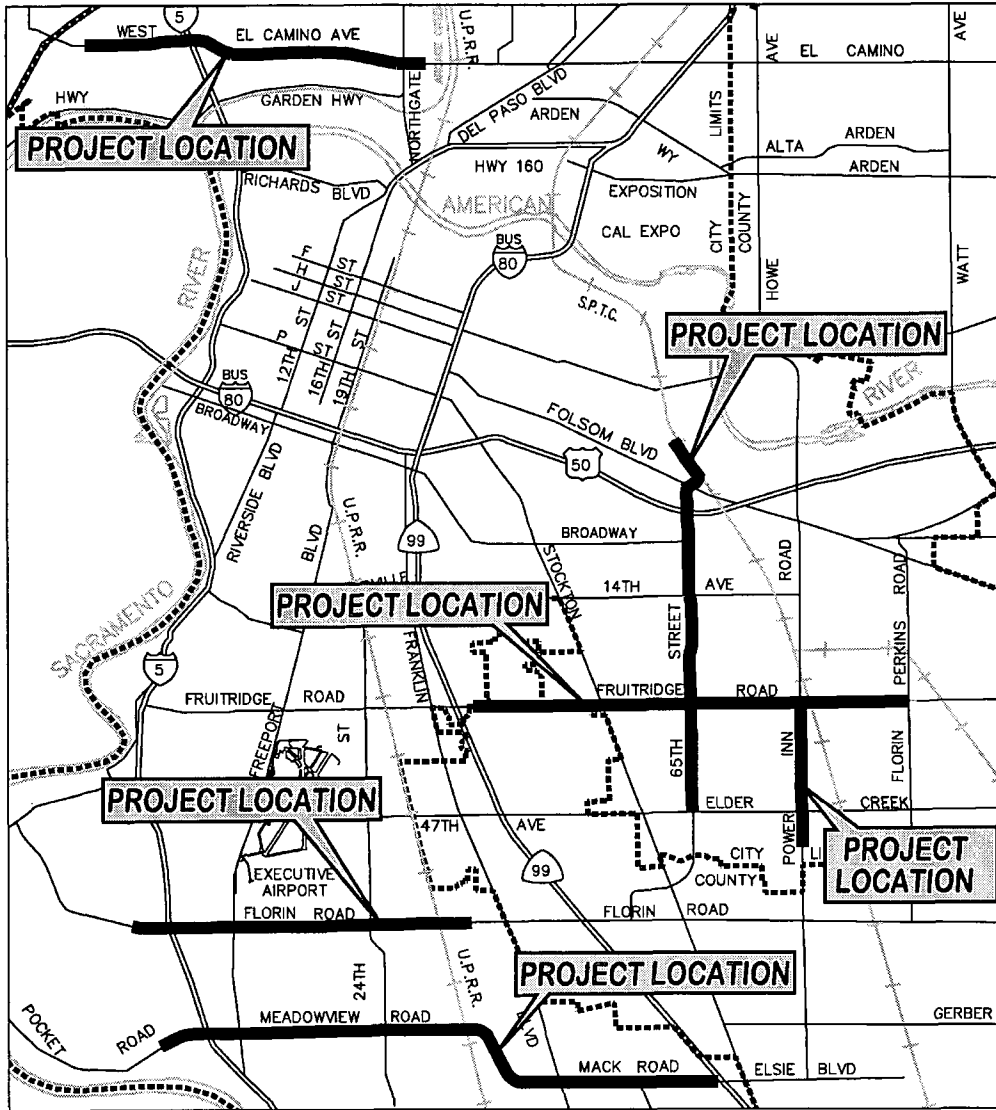 5
WEST
EL CAMINO AVE
U.P.R.R.
AVE
EL CAMINO
AVE
HWY
GARDEN HWY
NORTHGATE
DEL PASO BLVD
ARDEN
WY
LIMITS
ALTA
ARDEN
ARDEN
PROJECT LOCATION
HWY 160
RICHARDS BLVD
AMERICAN
EXPOSITION
CAL EXPO
CITY
COUNTY
HOWE
WATT
BUS
80
RIVER
F ST
H ST
J ST
P ST
12TH ST
16TH ST
19TH ST
S.P.T.C.
PROJECT LOCATION
RIVER
BUS
80
BROADWAY
FOLSOM BLVD
50
RIVERSIDE BLVD
BLVD
U.P.R.R.
99
BROADWAY
STOCKTON
14TH AVE
ROAD
ROAD
PERKINS
SACRAMENTO
PROJECT LOCATION
FRANKLIN
STREET
5
FRUITRIDGE ROAD
FRUITRIDGE ROAD
FREEPORT
ST
65TH
INN
FLORIN
PROJECT LOCATION
ELDER CREEK
47TH AVE
POWER
CITY
COUNTY
LI
PROJECT
LOCATION
99
EXECUTIVE
AIRPORT
FLORIN ROAD
FLORIN ROAD
24TH
U.P.R.R.
PROJECT LOCATION
POCKET ROAD
MEADOWVIEW ROAD
BLVD
GERBER
MACK ROAD
ELSIE BLVD